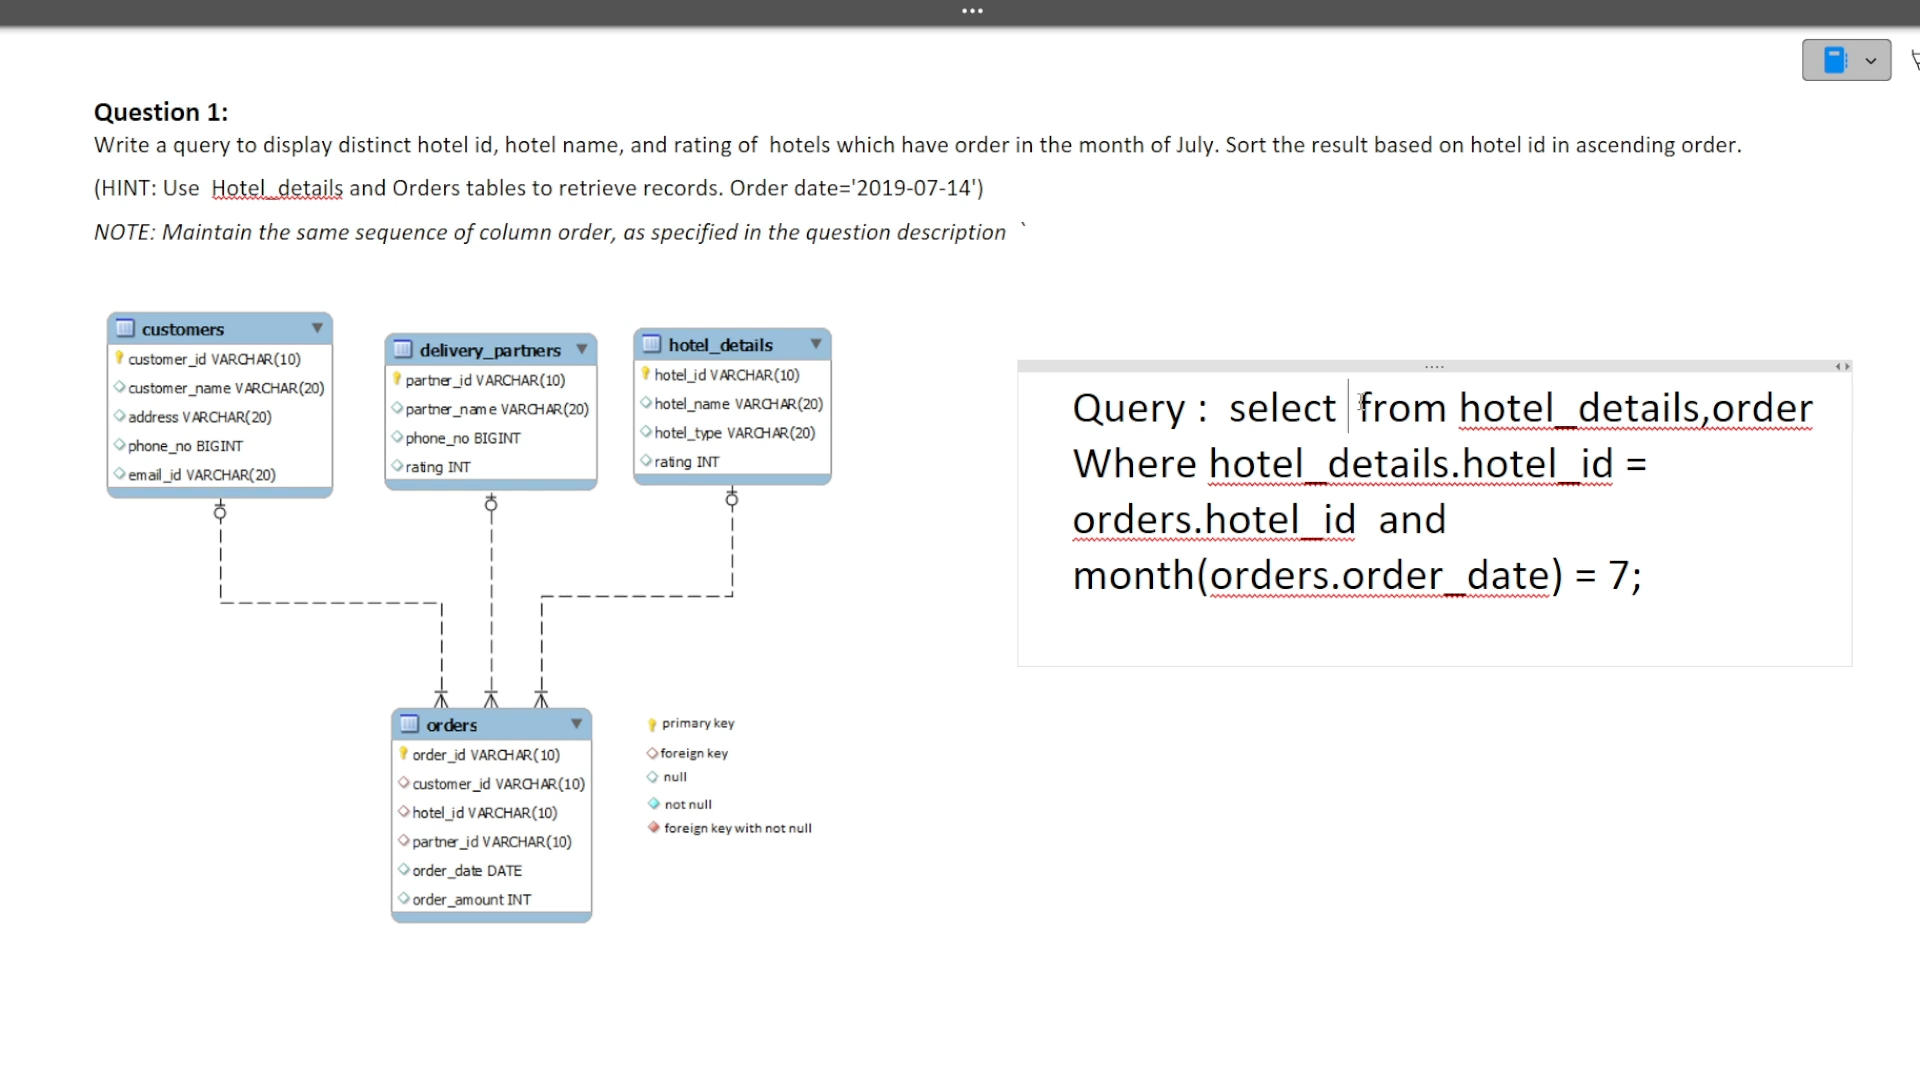 Question 1:
Write a query to display distinct hotel id, hotel name, and rating of  hotels which have order in the month of July. Sort the result based on hotel id in ascending order.
(HINT: Use  Hotel_details and Orders tables to retrieve records. Order date='2019-07-14')
NOTE: Maintain the same sequence of column order, as specified in the question description  `
customers
customer_id VARCHAR(10)
customer_name VARCHAR(20)
address VARCHAR(20)
phone_no BIGINT
email_id VARCHAR(20)
delivery_partners
partner_id VARCHAR(10)
partner_name VARCHAR(20)
phone_no BIGINT
rating INT
hotel_details
hotel_id VARCHAR(10)
hotel_name VARCHAR(20)
hotel_type VARCHAR(20)
rating INT
Query :  select  from hotel_details,order
Where hotel_details.hotel_id =
orders.hotel_id  and
month(orders.order_date) = 7;
orders
order_id VARCHAR(10)
customer_id VARCHAR(10)
hotel_id VARCHAR(10)
partner_id VARCHAR(10)
order_date DATE
order_amount INT
primary key
foreign key
null
not null
foreign key with not null